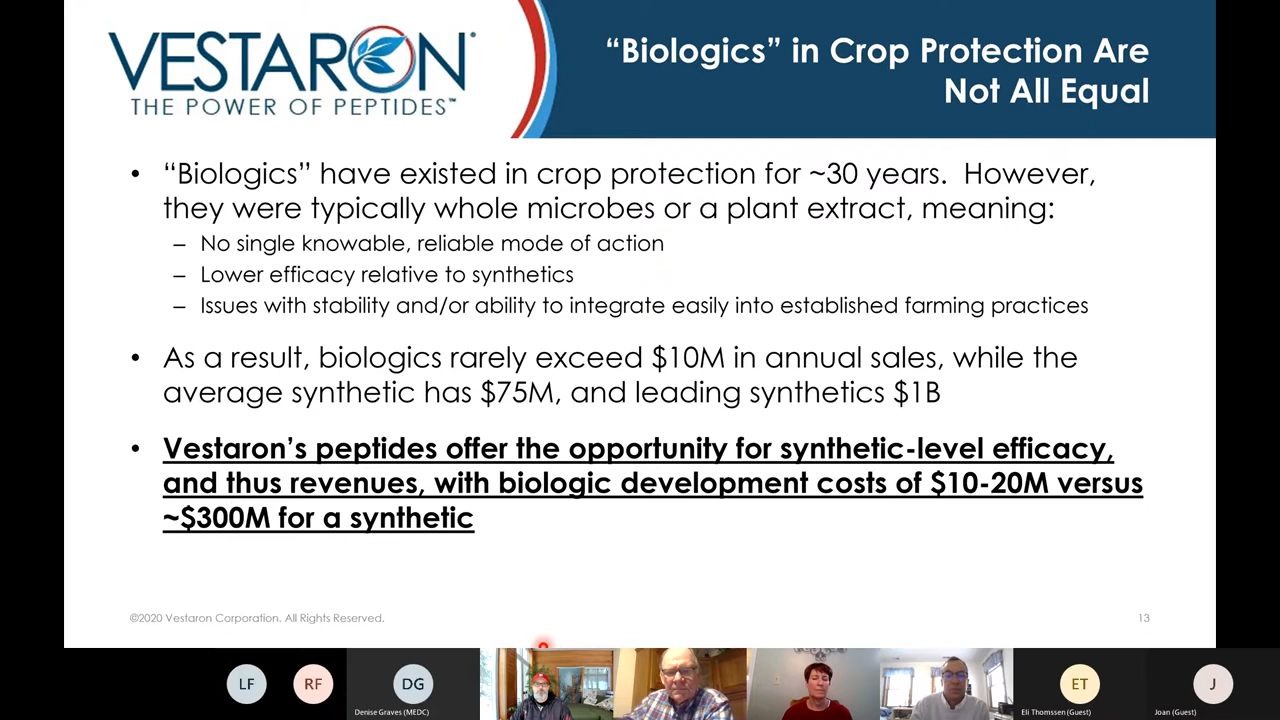 VESTARON
THE POWER OF PEPTIDES™
“Biologics” in Crop Protection Are
Not All Equal
• “Biologics” have existed in crop protection for ~30 years. However,
they were typically whole microbes or a plant extract, meaning:
– No single knowable, reliable mode of action
– Lower efficacy relative to synthetics
– Issues with stability and/or ability to integrate easily into established farming practices
• As a result, biologics rarely exceed $10M in annual sales, while the
average synthetic has $75M, and leading synthetics $1B
• Vestaron’s peptides offer the opportunity for synthetic-level efficacy,
and thus revenues, with biologic development costs of $10-20M versus
~$300M for a synthetic
©2020 Vestaron Corporation. All Rights Reserved.
13
LF
RF
DG
Denise Graves (MEDC)
ET
Eli Thomssen (Guest)
J
Joan (Guest)